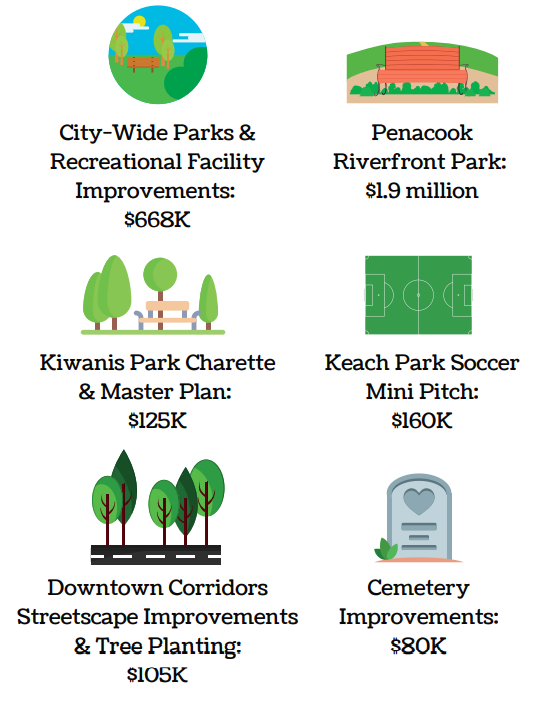 City-Wide Parks &
Recreational Facility
Improvements:
$668K
Penacook
Riverfront Park:
$1.9 million
Kiwanis Park Charette
& Master Plan:
$125K
Keach Park Soccer
Mini Pitch:
$160K
Downtown Corridors
Streetscape Improvements
& Tree Planting:
$105K
Cemetery
Improvements:
$80K